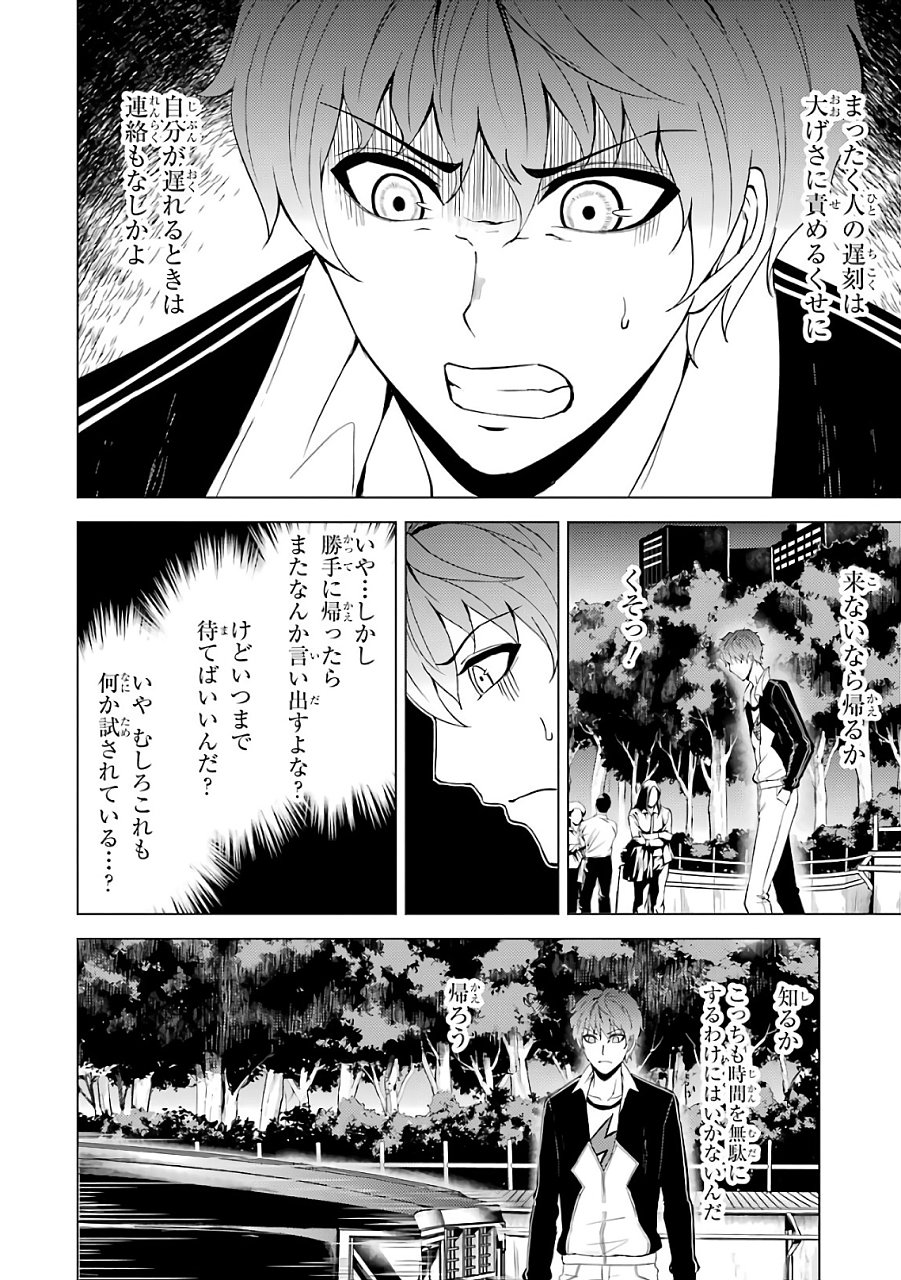 まったく人の遅刻は
大げさに責めるくせに
自分が遅れるときは
連絡もなしかよ
来ないなら帰るか
くそっ！
いや…しかし
勝手に帰ったら
またなんか言い出すよな？
けどいつまで
待てばいいんだ？
いや むしろこれも
何か試されている…？
知るか
こっちも時間を無駄に
するわけにはいかないんだ
帰ろう